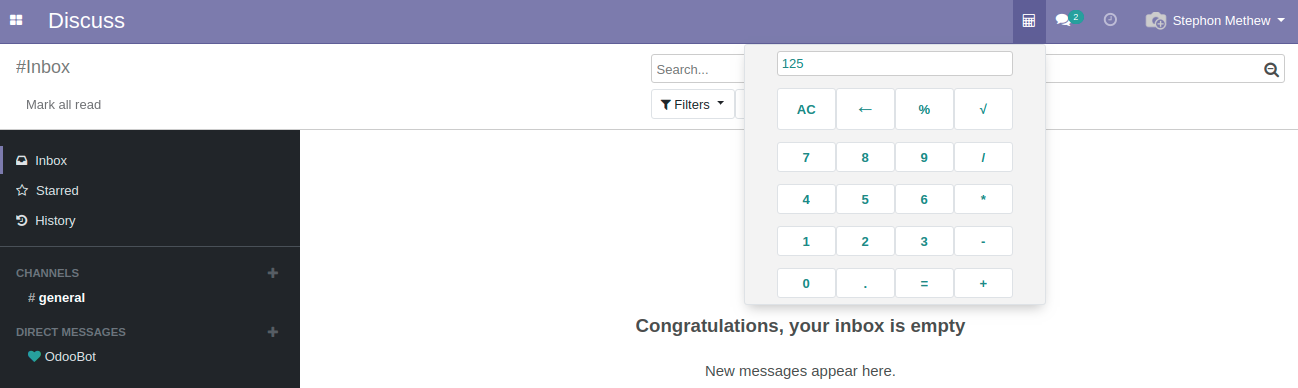 Discuss
2
Stephon Methew
#Inbox
Search...
125
Mark all read
Filters
AC ← % √
7 8 9 /
4 5 6 *
1 2 3 -
0 . = +
Inbox
Starred
History
CHANNELS +
# general
DIRECT MESSAGES +
OdooBot
Congratulations, your inbox is empty
New messages appear here.